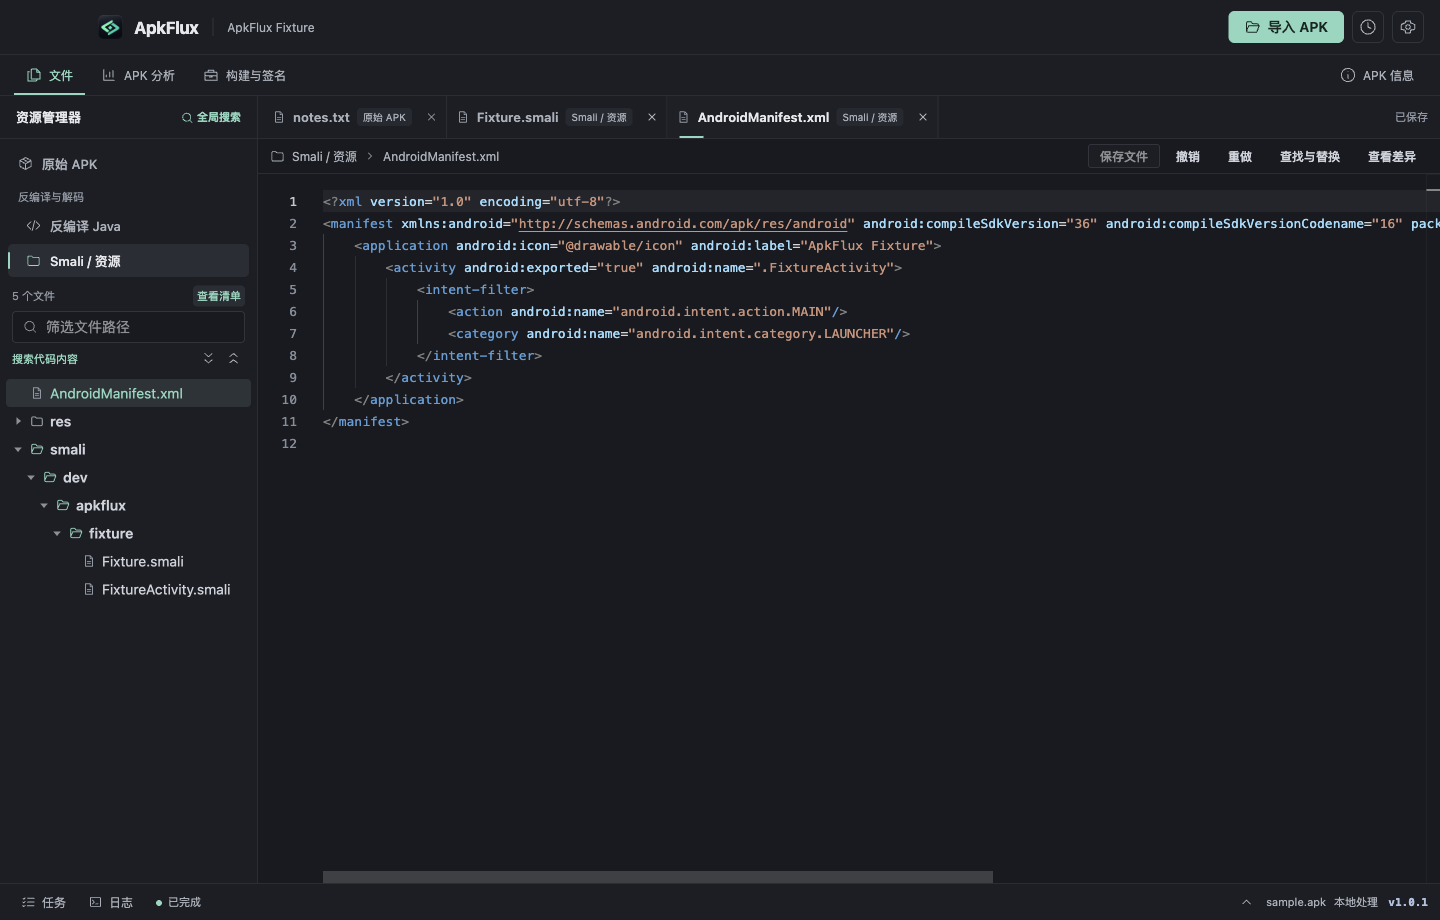 ApkFlux
ApkFlux Fixture
导入 APK
文件
APK 分析
构建与签名
APK 信息
资源管理器
全局搜索
notes.txt 原始 APK
Fixture.smali Smali / 资源
AndroidManifest.xml Smali / 资源
已保存
原始 APK
反编译与解码
反编译 Java
Smali / 资源
5 个文件
查看清单
筛选文件路径
搜索代码内容
AndroidManifest.xml
res
smali
dev
apkflux
fixture
Fixture.smali
FixtureActivity.smali
Smali / 资源 > AndroidManifest.xml
保存文件
撤销
重做
查找与替换
查看差异
1 <?xml version="1.0" encoding="utf-8"?>
2 <manifest xmlns:android="http://schemas.android.com/apk/res/android" android:compileSdkVersion="36" android:compileSdkVersionCodename="16" pack
3 <application android:icon="@drawable/icon" android:label="ApkFlux Fixture">
4 <activity android:exported="true" android:name=".FixtureActivity">
5 <intent-filter>
6 <action android:name="android.intent.action.MAIN"/>
7 <category android:name="android.intent.category.LAUNCHER"/>
8 </intent-filter>
9 </activity>
10 </application>
11 </manifest>
12
任务
日志
已完成
sample.apk
本地处理
v1.0.1